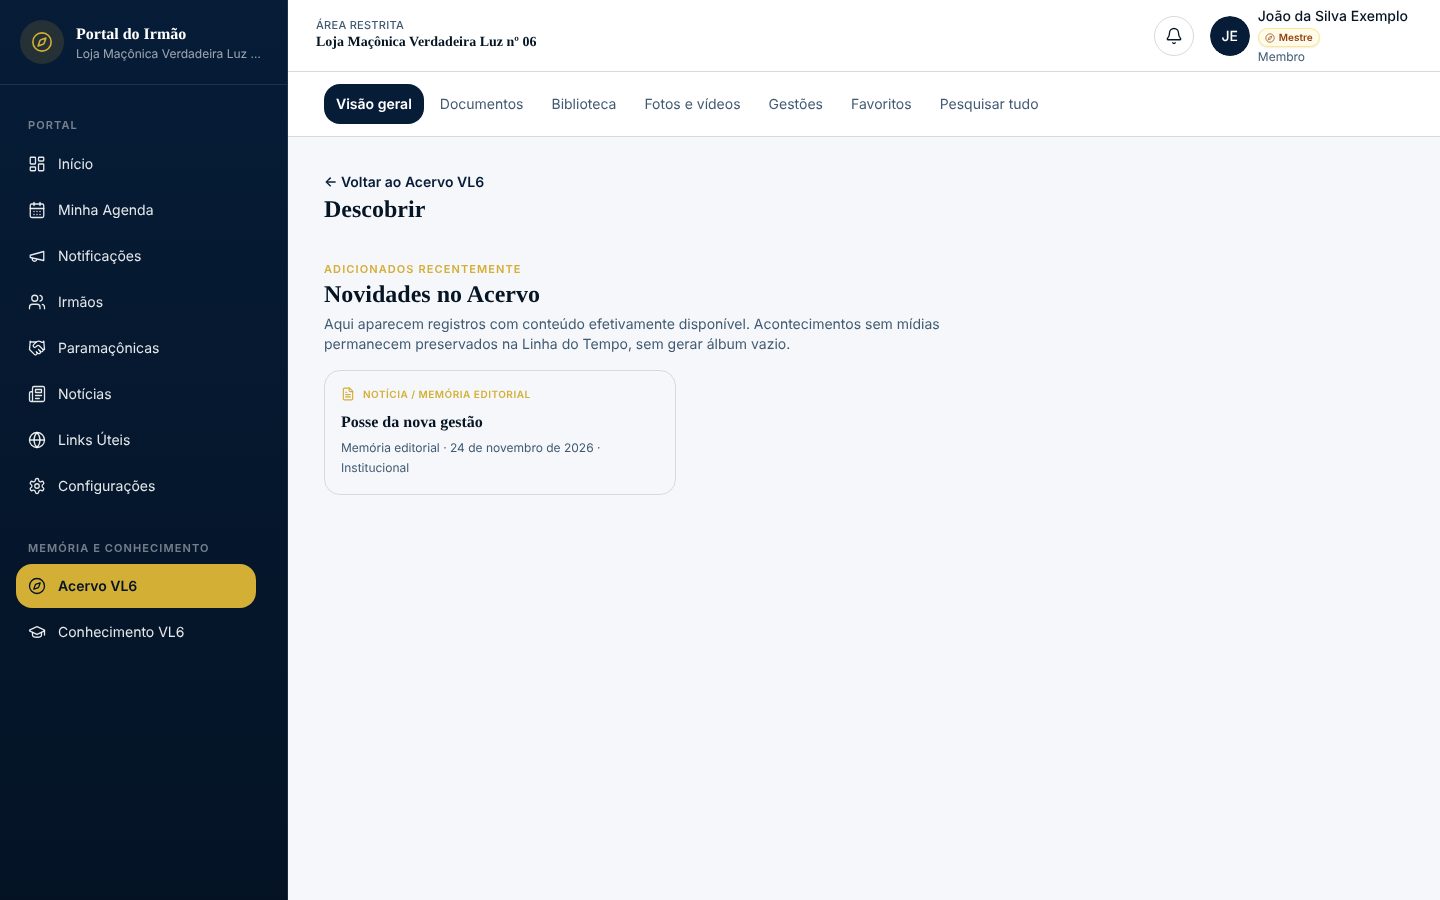 Portal do Irmão
Loja Maçônica Verdadeira Luz ...
PORTAL
Início
Minha Agenda
Notificações
Irmãos
Paramaçônicas
Notícias
Links Úteis
Configurações
MEMÓRIA E CONHECIMENTO
Acervo VL6
Conhecimento VL6
ÁREA RESTRITA
Loja Maçônica Verdadeira Luz nº 06
JE
João da Silva Exemplo
Mestre
Membro
Visão geral
Documentos
Biblioteca
Fotos e vídeos
Gestões
Favoritos
Pesquisar tudo
← Voltar ao Acervo VL6
Descobrir
ADICIONADOS RECENTEMENTE
Novidades no Acervo
Aqui aparecem registros com conteúdo efetivamente disponível. Acontecimentos sem mídias
permanecem preservados na Linha do Tempo, sem gerar álbum vazio.
NOTÍCIA / MEMÓRIA EDITORIAL
Posse da nova gestão
Memória editorial · 24 de novembro de 2026 ·
Institucional